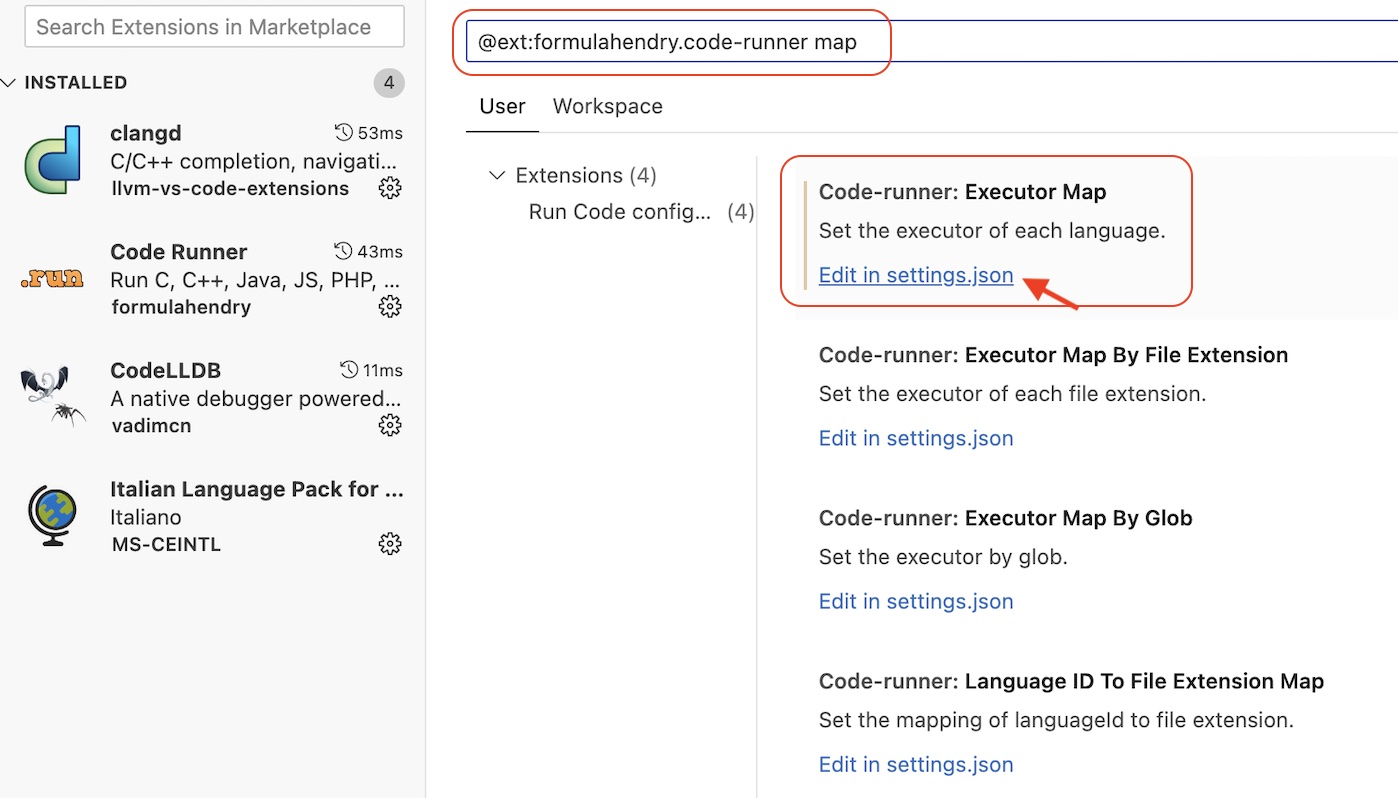 Search Extensions in Marketplace
INSTALLED 4
clangd 53ms
C/C++ completion, navigati...
llvm-vs-code-extensions
Code Runner 43ms
.run
Run C, C++, Java, JS, PHP, ...
formulahendry
CodeLLDB 11ms
A native debugger powered...
vadimcn
Italian Language Pack for ...
Italiano
MS-CEINTL
@ext:formulahendry.code-runner map
User Workspace
Extensions (4)
Run Code config... (4)
Code-runner: Executor Map
Set the executor of each language.
Edit in settings.json
Code-runner: Executor Map By File Extension
Set the executor of each file extension.
Edit in settings.json
Code-runner: Executor Map By Glob
Set the executor by glob.
Edit in settings.json
Code-runner: Language ID To File Extension Map
Set the mapping of languageId to file extension.
Edit in settings.json